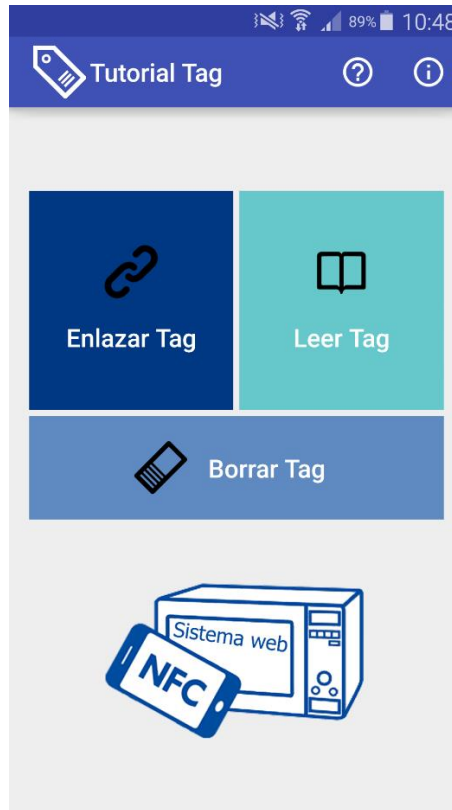 89% 10:48
Tutorial Tag
Enlazar Tag
Leer Tag
Borrar Tag
Sistema web
NFC